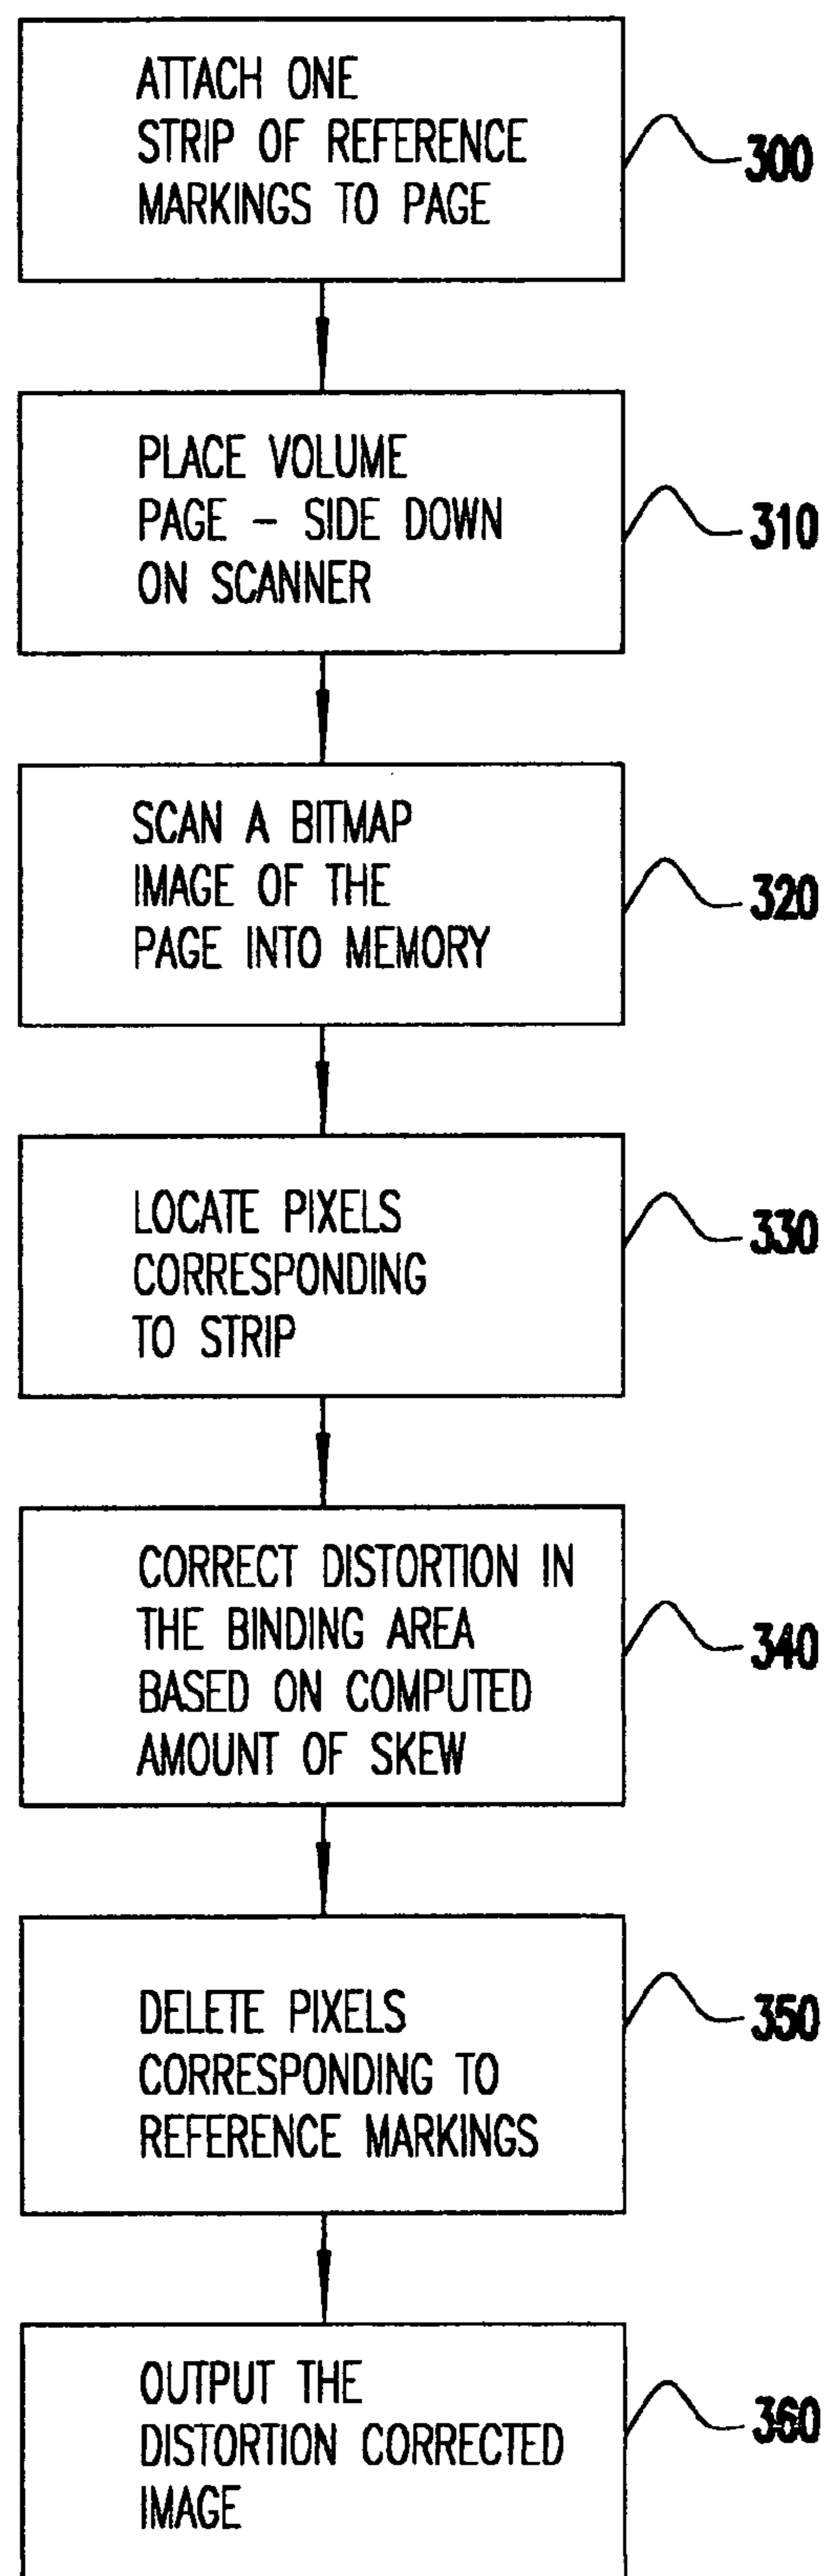 ATTACH ONE
STRIP OF REFERENCE
MARKINGS TO PAGE
300
PLACE VOLUME
PAGE – SIDE DOWN
ON SCANNER
310
SCAN A BITMAP
IMAGE OF THE
PAGE INTO MEMORY
320
LOCATE PIXELS
CORRESPONDING
TO STRIP
330
CORRECT DISTORTION IN
THE BINDING AREA
BASED ON COMPUTED
AMOUNT OF SKEW
340
DELETE PIXELS
CORRESPONDING TO
REFERENCE MARKINGS
350
OUTPUT THE
DISTORTION CORRECTED
IMAGE
360